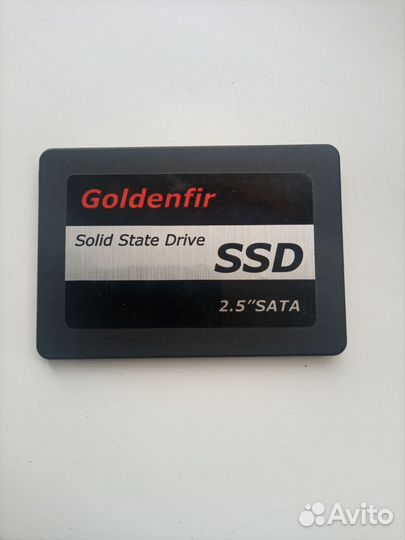 Goldenfir
Solid State Drive
SSD
2.5"SATA
Avito